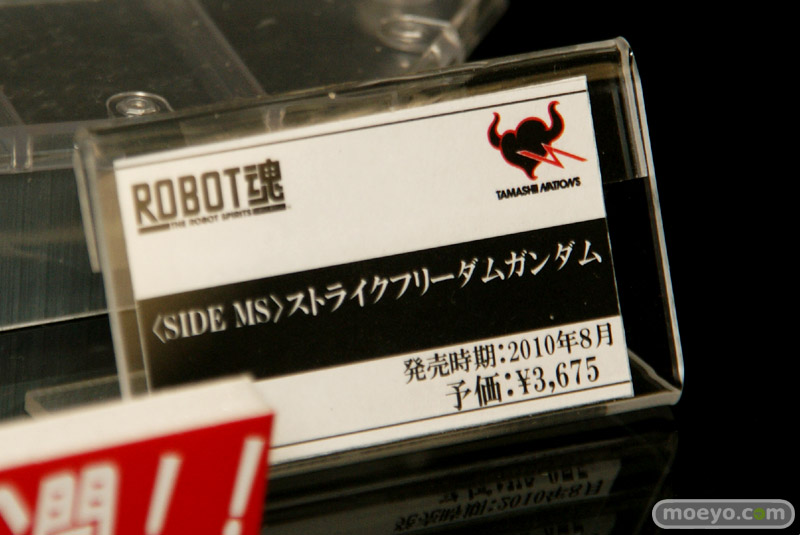 ROBOT魂
THE ROBOT SPIRITS
TAMASHII NATIONS
〈SIDE MS〉ストライクフリーダムガンダム
発売時期：2010年8月
予価：¥3,675
開！！
moeyo.com